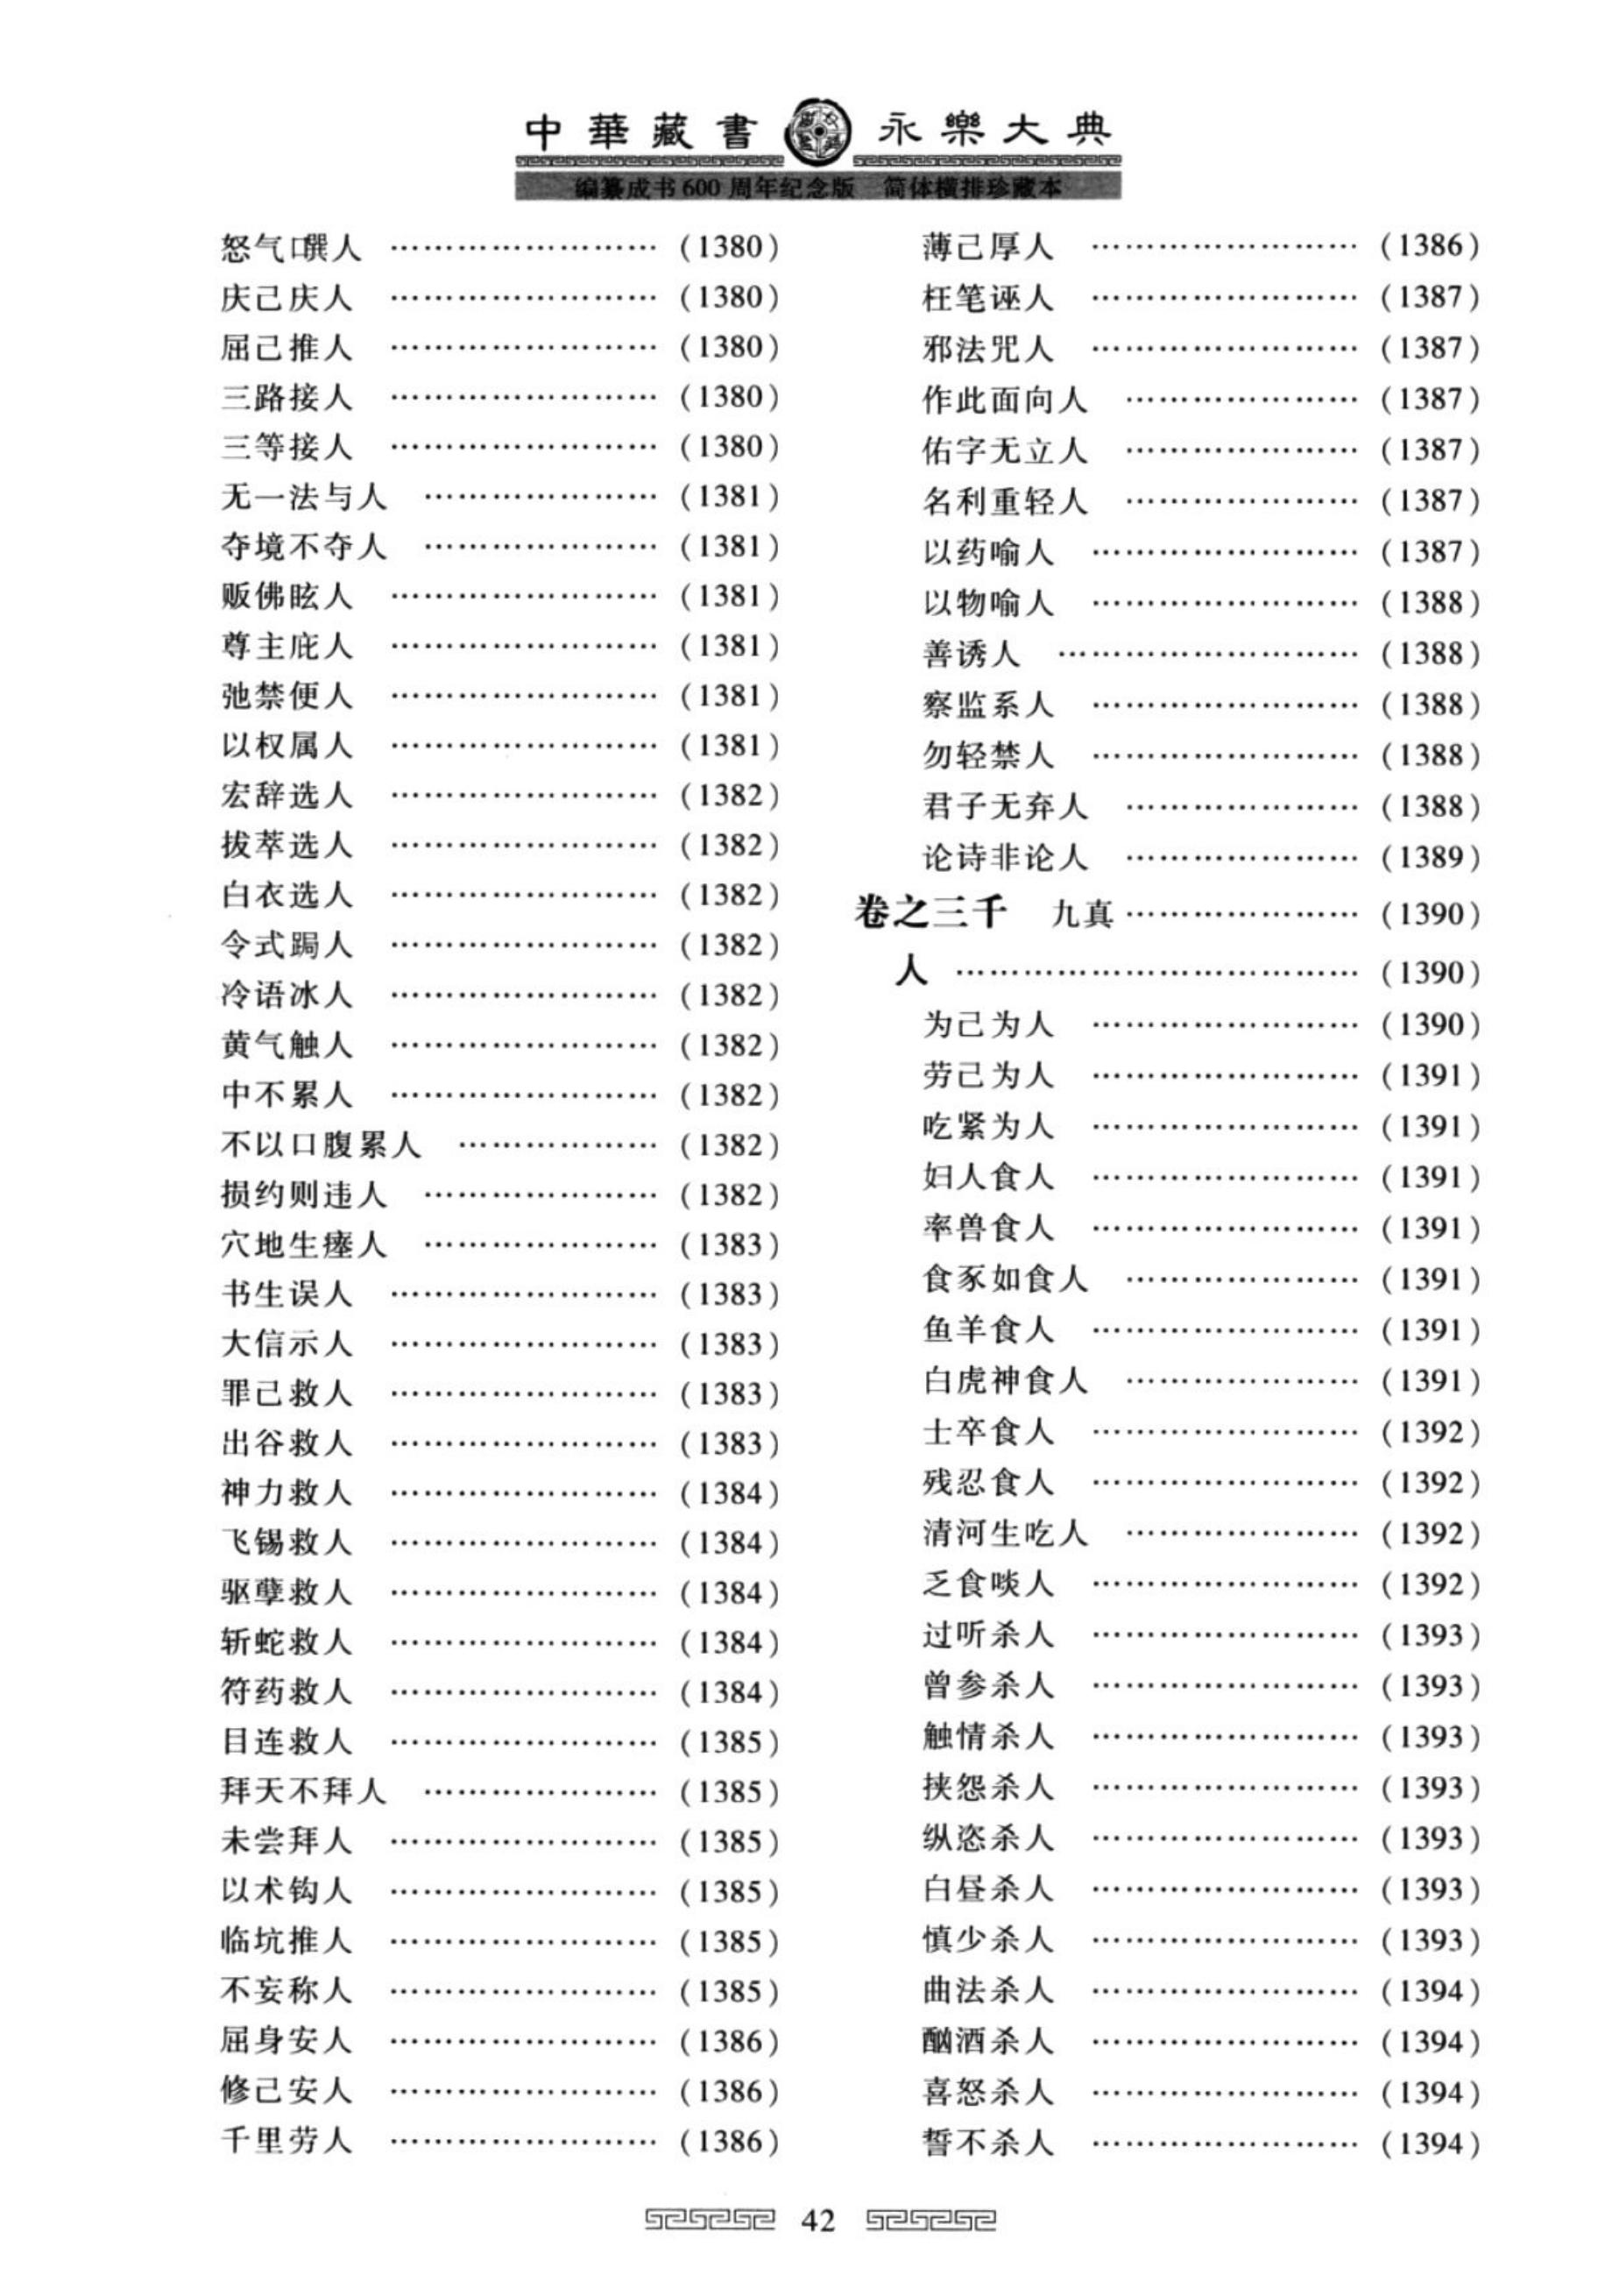 中華藏書 永樂大典
编纂成书600周年纪念版 简体横排珍藏本
怒气噀人 ……………………（1380）
庆己庆人 ……………………（1380）
屈己推人 ……………………（1380）
三路接人 ……………………（1380）
三等接人 ……………………（1380）
无一法与人 …………………（1381）
夺境不夺人 …………………（1381）
贩佛眩人 ……………………（1381）
尊主庇人 ……………………（1381）
弛禁便人 ……………………（1381）
以权属人 ……………………（1381）
宏辞选人 ……………………（1382）
拔萃选人 ……………………（1382）
白衣选人 ……………………（1382）
令式跼人 ……………………（1382）
冷语冰人 ……………………（1382）
黄气触人 ……………………（1382）
中不累人 ……………………（1382）
不以口腹累人 ………………（1382）
损约则违人 …………………（1382）
穴地生瘗人 …………………（1383）
书生误人 ……………………（1383）
大信示人 ……………………（1383）
罪己救人 ……………………（1383）
出谷救人 ……………………（1383）
神力救人 ……………………（1384）
飞锡救人 ……………………（1384）
驱孽救人 ……………………（1384）
斩蛇救人 ……………………（1384）
符药救人 ……………………（1384）
目连救人 ……………………（1385）
拜天不拜人 …………………（1385）
未尝拜人 ……………………（1385）
以术钩人 ……………………（1385）
临坑推人 ……………………（1385）
不妄称人 ……………………（1385）
屈身安人 ……………………（1386）
修己安人 ……………………（1386）
千里劳人 ……………………（1386）
薄己厚人 ……………………（1386）
枉笔诬人 ……………………（1387）
邪法咒人 ……………………（1387）
作此面向人 …………………（1387）
佑字无立人 …………………（1387）
名利重轻人 …………………（1387）
以药喻人 ……………………（1387）
以物喻人 ……………………（1388）
善诱人 ………………………（1388）
察监系人 ……………………（1388）
勿轻禁人 ……………………（1388）
君子无弃人 …………………（1388）
论诗非论人 …………………（1389）
卷之三千 九真 …………………（1390）
人 ………………………………（1390）
为己为人 ……………………（1390）
劳己为人 ……………………（1391）
吃紧为人 ……………………（1391）
妇人食人 ……………………（1391）
率兽食人 ……………………（1391）
食豕如食人 …………………（1391）
鱼羊食人 ……………………（1391）
白虎神食人 …………………（1391）
士卒食人 ……………………（1392）
残忍食人 ……………………（1392）
清河生吃人 …………………（1392）
乏食啖人 ……………………（1392）
过听杀人 ……………………（1393）
曾参杀人 ……………………（1393）
触情杀人 ……………………（1393）
挟怨杀人 ……………………（1393）
纵恣杀人 ……………………（1393）
白昼杀人 ……………………（1393）
慎少杀人 ……………………（1393）
曲法杀人 ……………………（1394）
酗酒杀人 ……………………（1394）
喜怒杀人 ……………………（1394）
誓不杀人 ……………………（1394）
42